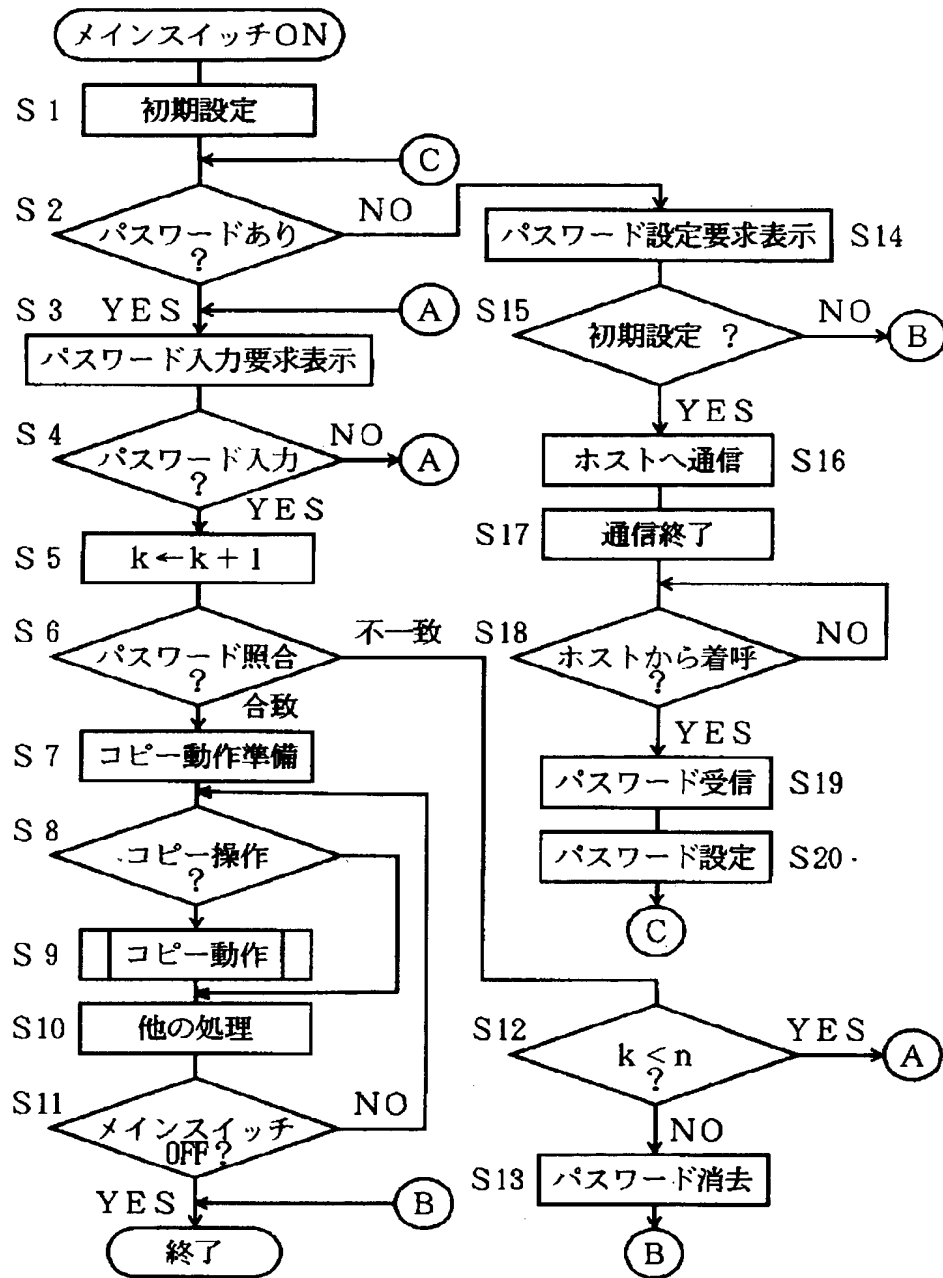 メインスイッチON
S1
初期設定
C
S2
パスワードあり
?
NO
S3
YES
A
パスワード入力要求表示
S4
パスワード入力
?
NO
A
YES
S5
k←k+1
S6
パスワード照合
?
不一致
合致
S7
コピー動作準備
S8
コピー操作
?
S9
コピー動作
S10
他の処理
S11
メインスイッチ
OFF?
NO
YES
B
終了
パスワード設定要求表示
S14
S15
初期設定 ?
NO
B
YES
ホストへ通信
S16
S17
通信終了
S18
ホストから着呼
?
NO
YES
パスワード受信
S19
パスワード設定
S20
C
S12
k<n
?
YES
A
NO
S13
パスワード消去
B